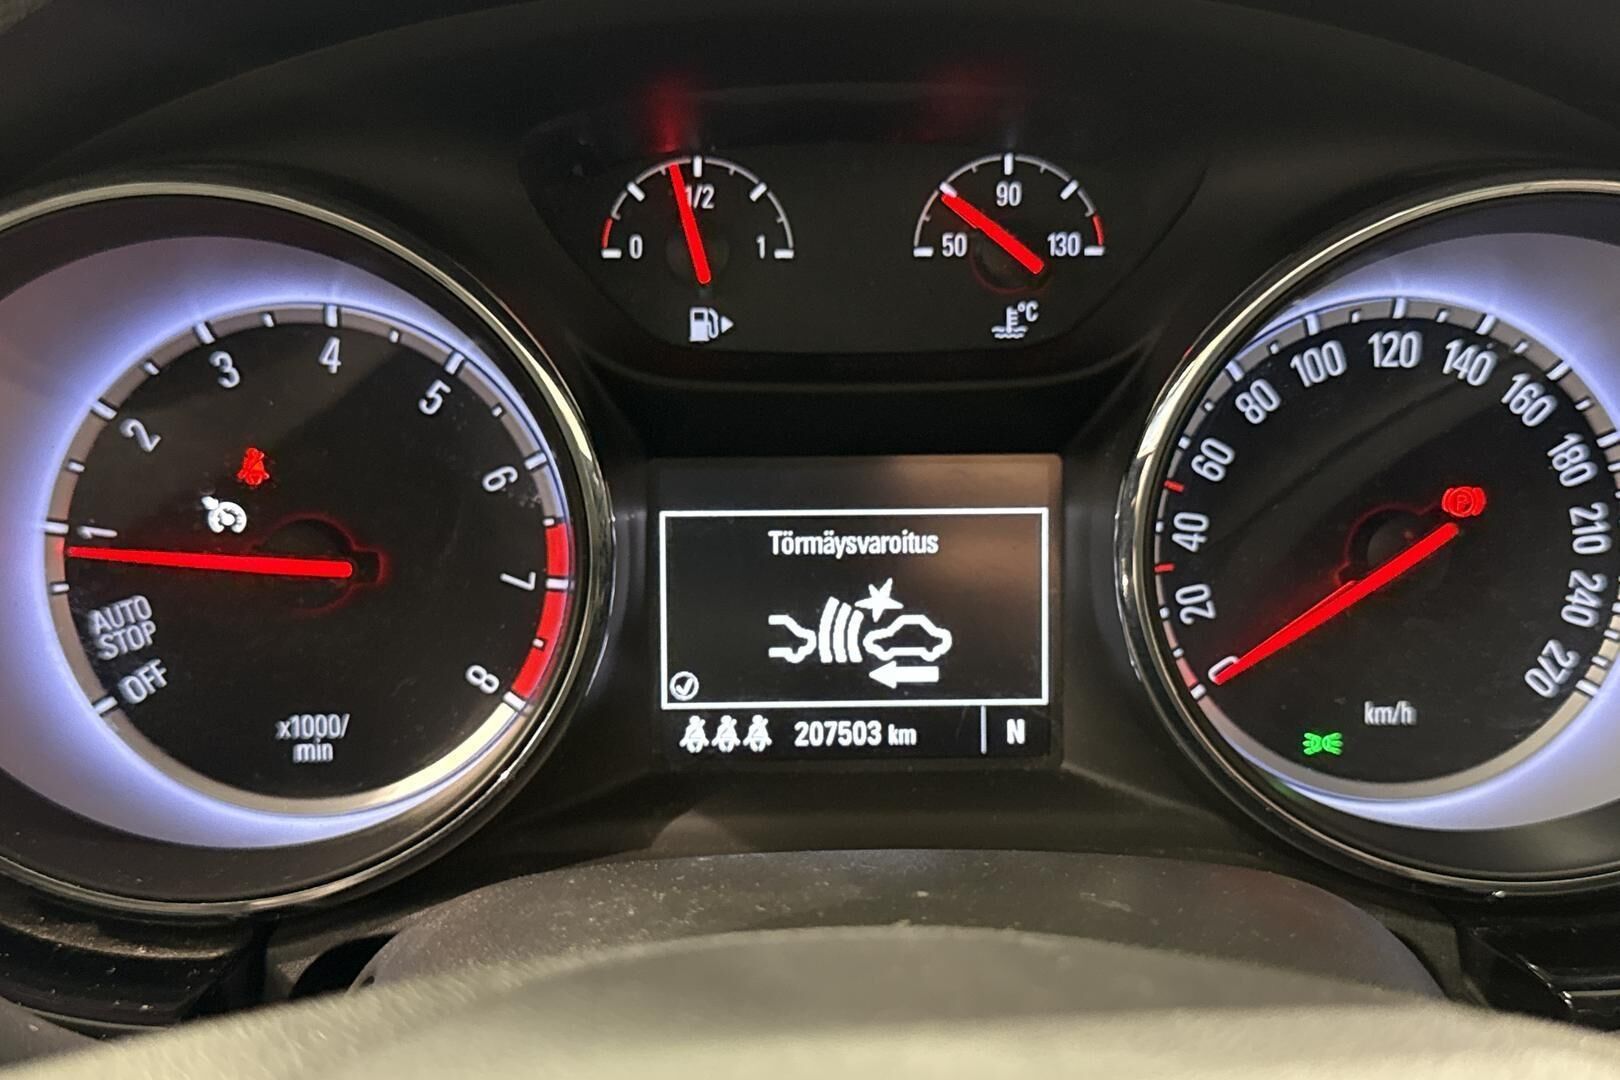 1/2
0
1
90
50
130
°C
1
2
3
4
5
6
7
8
AUTO
STOP
OFF
x1000/
min
Törmäysvaroitus
207503 km
N
0
20
40
60
80
100
120
140
160
180
210
240
270
P
km/h